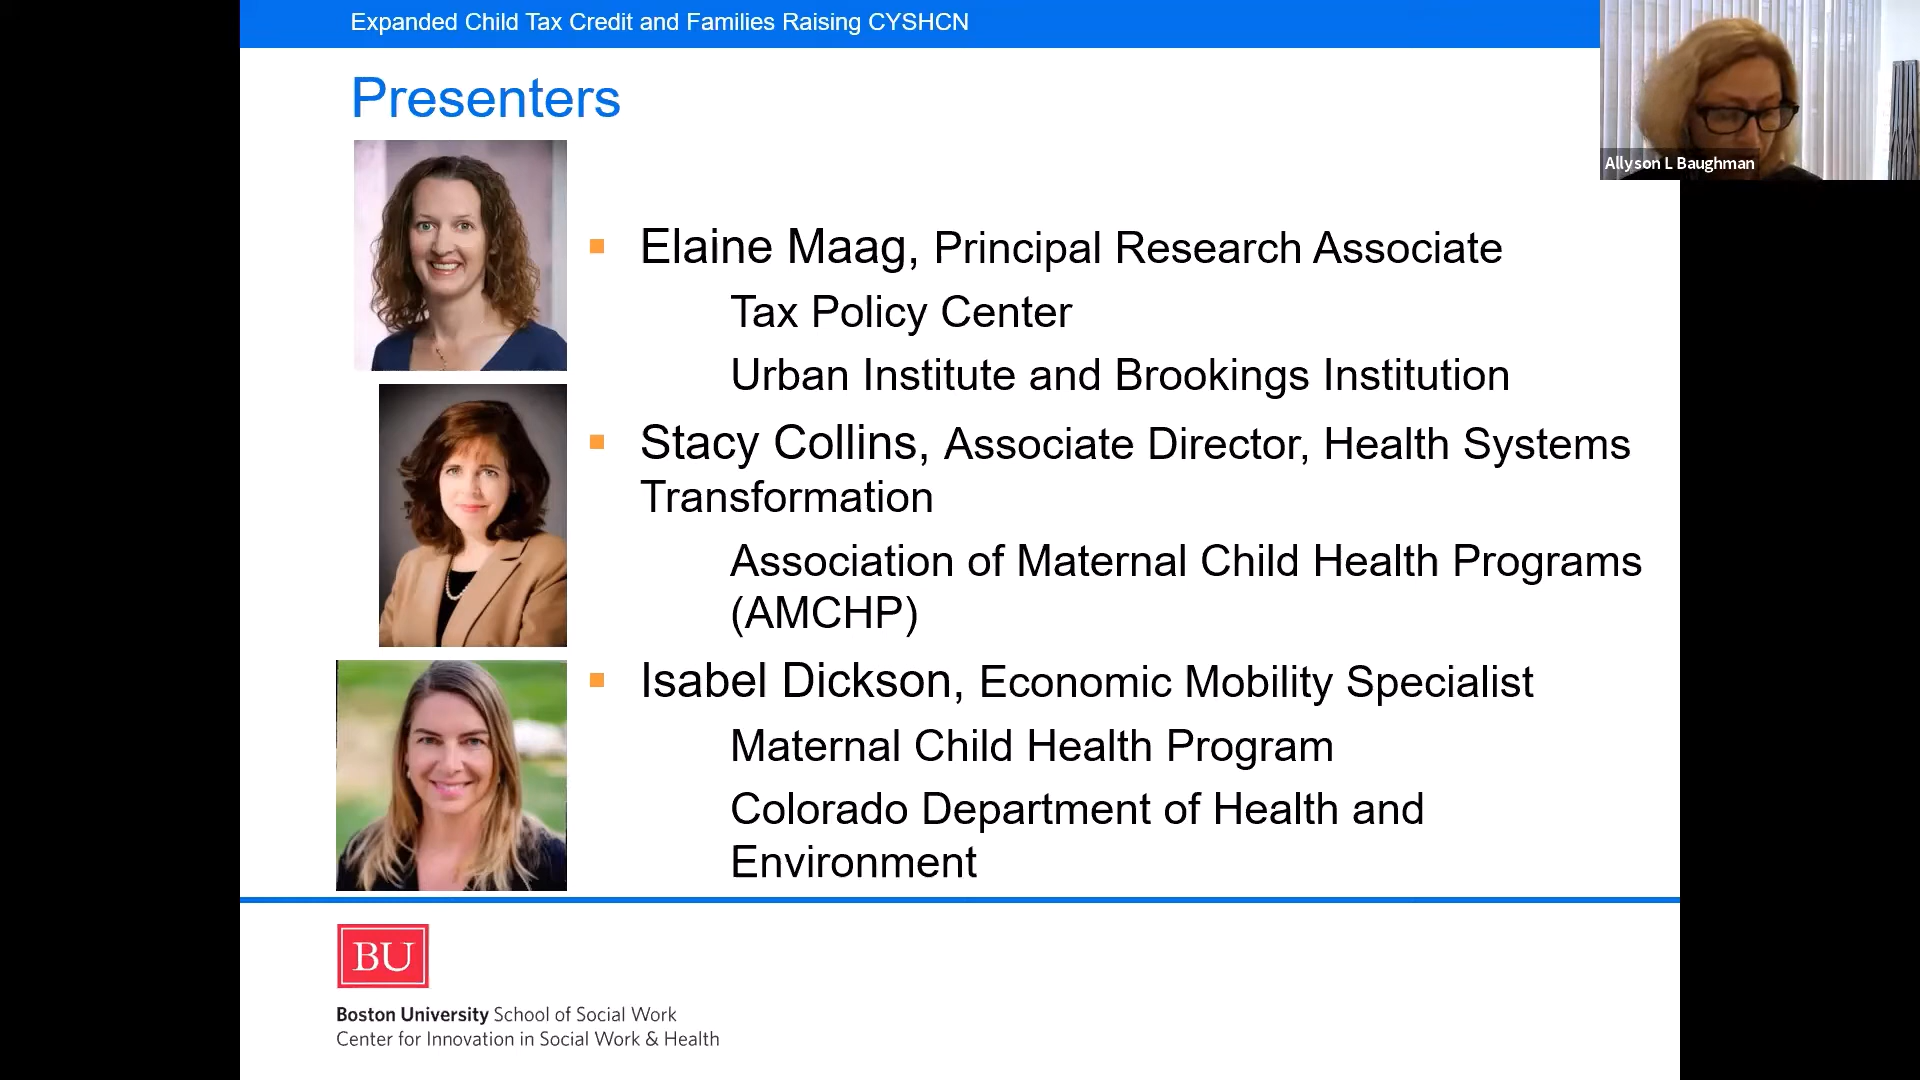 Expanded Child Tax Credit and Families Raising CYSHCN
Presenters
Allyson L Baughman
Elaine Maag, Principal Research Associate
Tax Policy Center
Urban Institute and Brookings Institution
Stacy Collins, Associate Director, Health Systems
Transformation
Association of Maternal Child Health Programs
(AMCHP)
Isabel Dickson, Economic Mobility Specialist
Maternal Child Health Program
Colorado Department of Health and
Environment
BU
Boston University School of Social Work
Center for Innovation in Social Work & Health